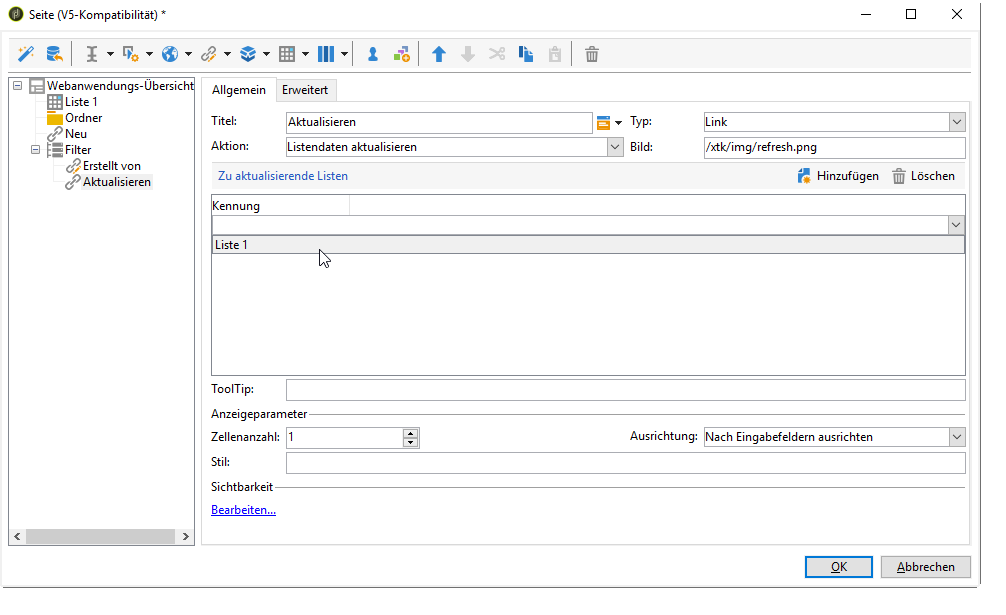 Seite (V5-Kompatibilität) *
Webanwendungs-Übersicht
Liste 1
Ordner
Neu
Filter
Erstellt von
Aktualisieren
Allgemein Erweitert
Titel: Aktualisieren Typ: Link
Aktion: Listendaten aktualisieren Bild: /xtk/img/refresh.png
Zu aktualisierende Listen Hinzufügen Löschen
Kennung
Liste 1
ToolTip:
Anzeigeparameter
Zellenanzahl: 1 Ausrichtung: Nach Eingabefeldern ausrichten
Stil:
Sichtbarkeit
Bearbeiten...
OK Abbrechen